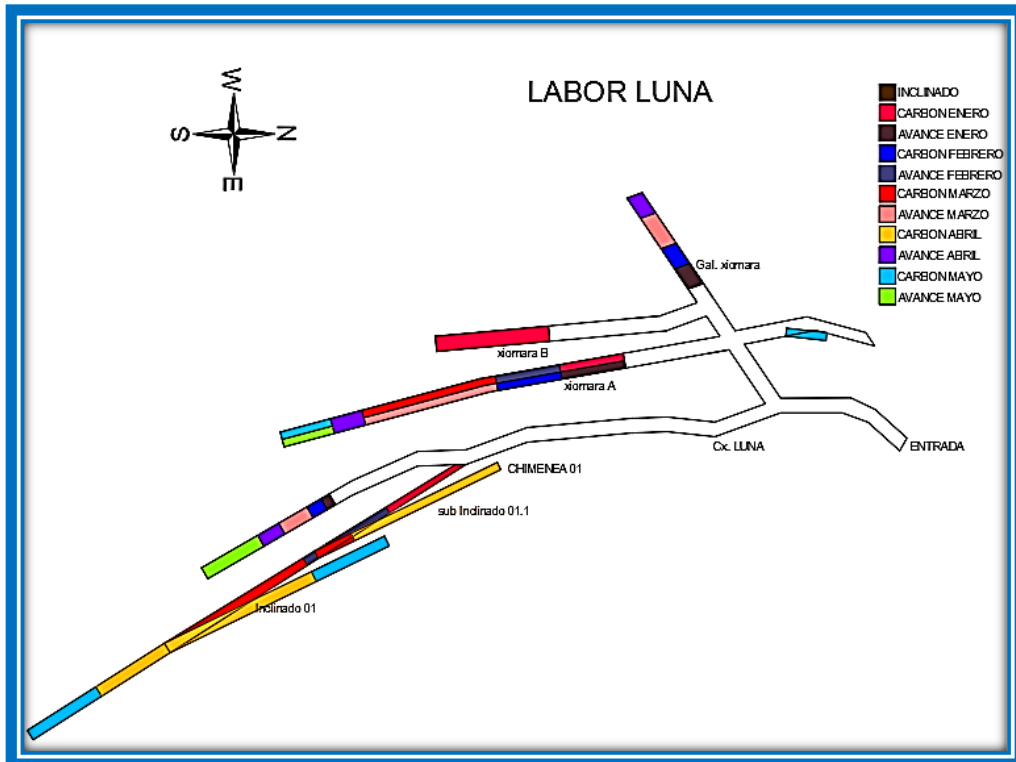 LABOR LUNA
W
S
N
E
INCLINADO
CARBON ENERO
AVANCE ENERO
CARBON FEBRERO
AVANCE FEBRERO
CARBON MARZO
AVANCE MARZO
CARBON ABRIL
AVANCE ABRIL
CARBON MAYO
AVANCE MAYO
Gal. xiomara
xiomara B
xiomara A
Cx. LUNA
ENTRADA
CHIMENEA 01
sub Inclinado 01.1
Inclinado 01